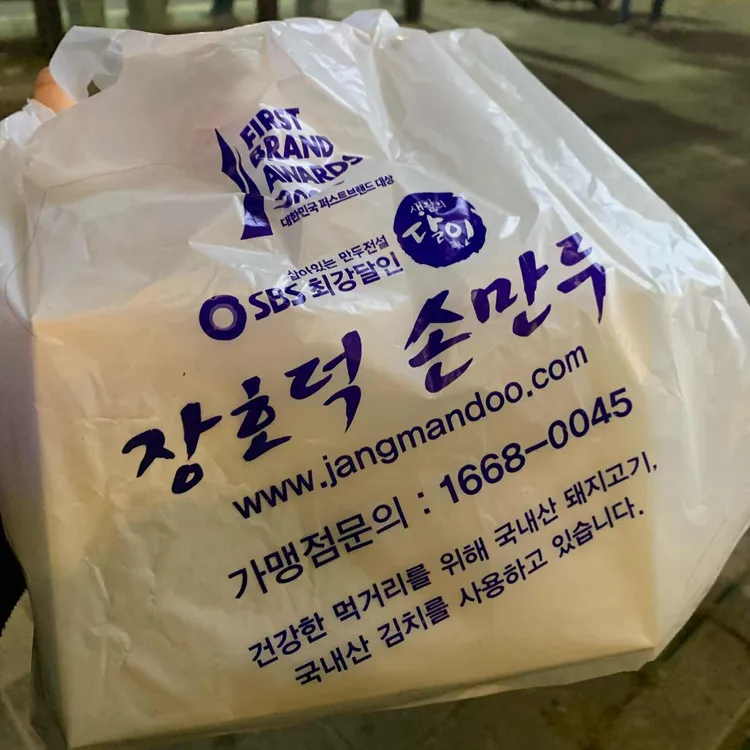 FIRST
BRAND
AWARDS
대한민국 퍼스트브랜드 대상
생활의
달인
살아있는 만두전설
SBS 최강달인
장호덕 손만두
www.jangmandoo.com
가맹점문의 : 1668-0045
건강한 먹거리를 위해 국내산 돼지고기,
국내산 김치를 사용하고 있습니다.